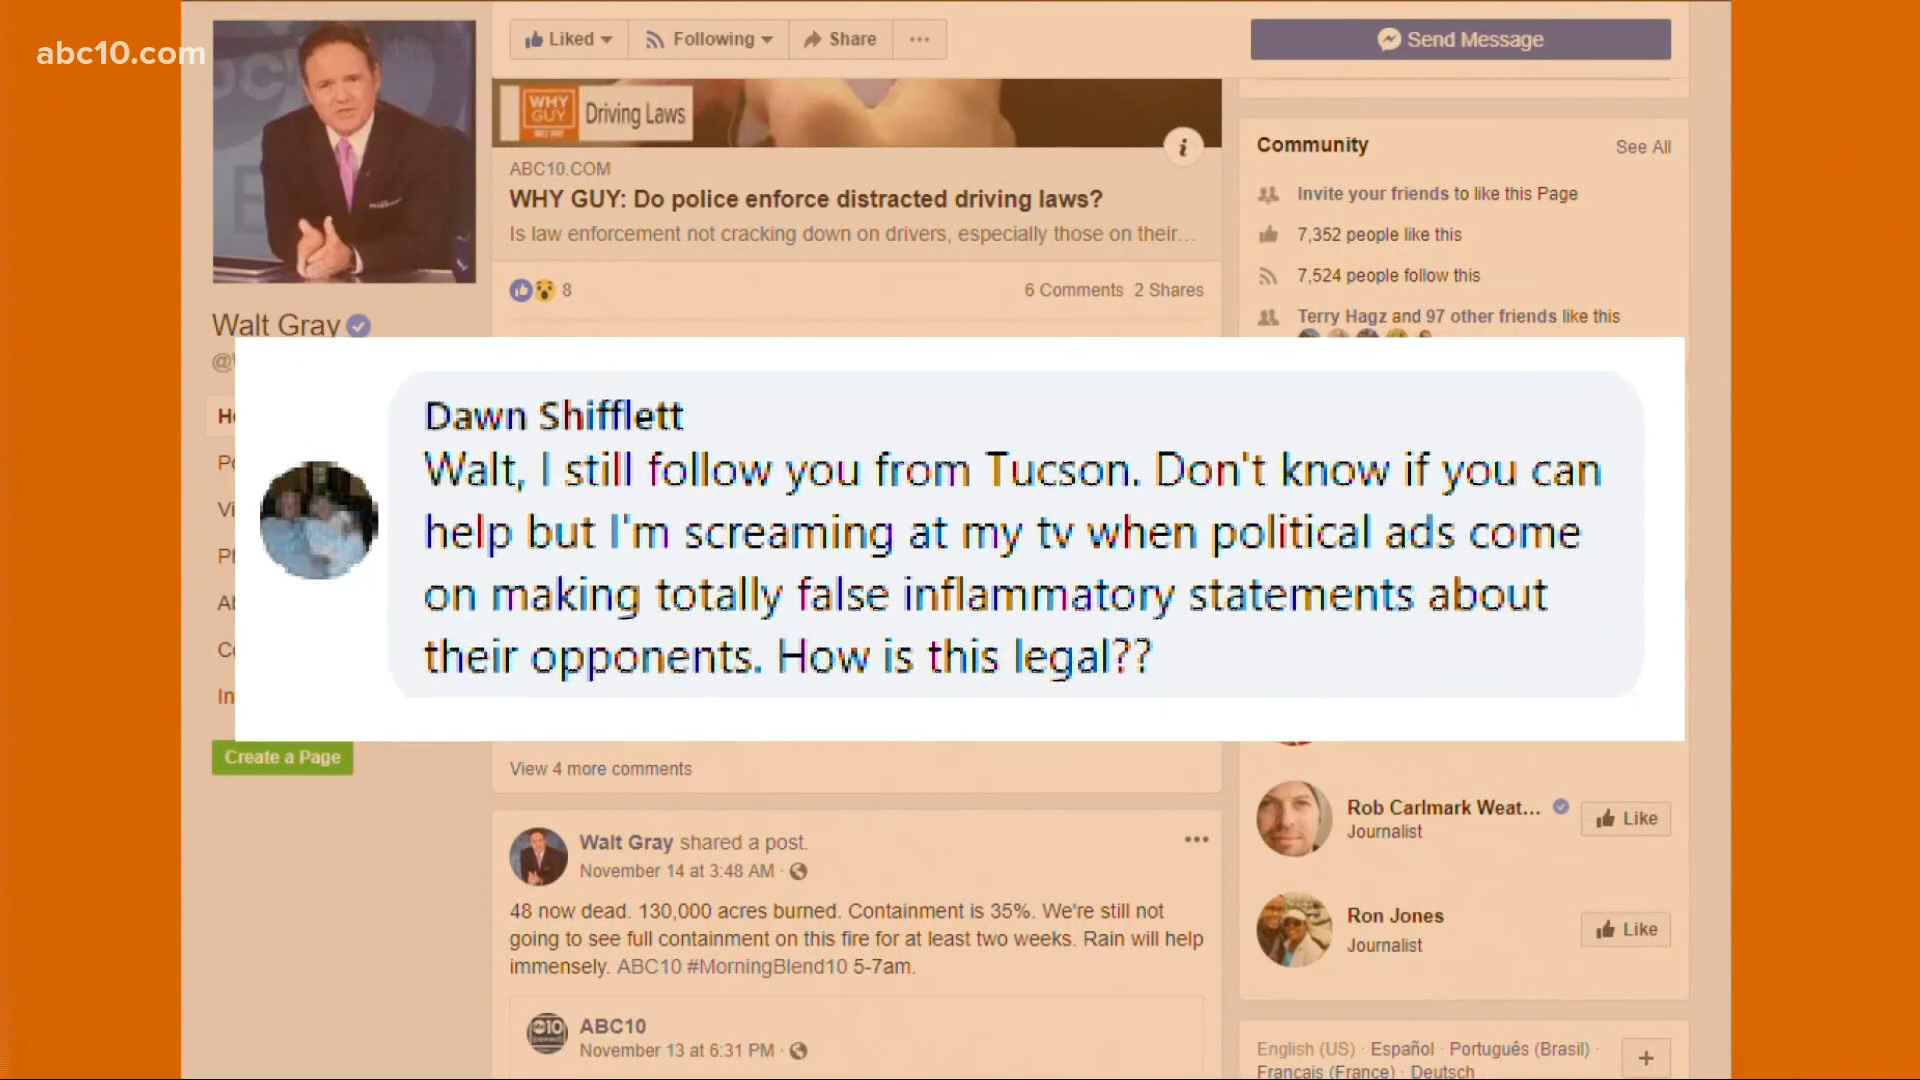 abc10.com
Liked
Following
Share
Send Message
WHY
GUY
Driving Laws
ABC10.COM
WHY GUY: Do police enforce distracted driving laws?
Is law enforcement not cracking down on drivers, especially those on their...
8
6 Comments 2 Shares
Community
See All
Invite your friends to like this Page
7,352 people like this
7,524 people follow this
Terry Hagz and 97 other friends like this
Walt Gray
Dawn Shifflett
Walt, I still follow you from Tucson. Don't know if you can
help but I'm screaming at my tv when political ads come
on making totally false inflammatory statements about
their opponents. How is this legal??
Create a Page
View 4 more comments
Walt Gray shared a post.
November 14 at 3:48 AM ·
48 now dead. 130,000 acres burned. Containment is 35%. We're still not
going to see full containment on this fire for at least two weeks. Rain will help
immensely. ABC10 #MorningBlend10 5-7am.
ABC10
November 13 at 6:31 PM ·
Rob Carlmark Weat...
Journalist
Like
Ron Jones
Journalist
Like
English (US) · Español · Português (Brasil) ·
Français (France) · Deutsch